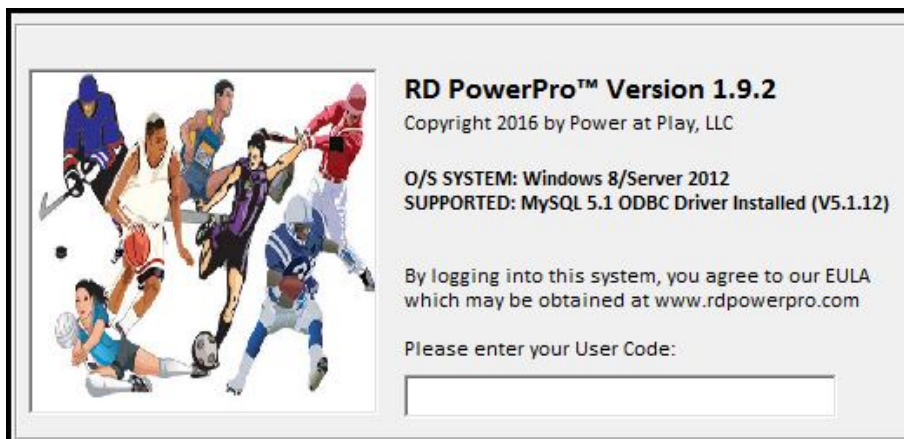 RD PowerPro™ Version 1.9.2
Copyright 2016 by Power at Play, LLC
O/S SYSTEM: Windows 8/Server 2012
SUPPORTED: MySQL 5.1 ODBC Driver Installed (V5.1.12)
By logging into this system, you agree to our EULA
which may be obtained at www.rdpowerpro.com
Please enter your User Code: